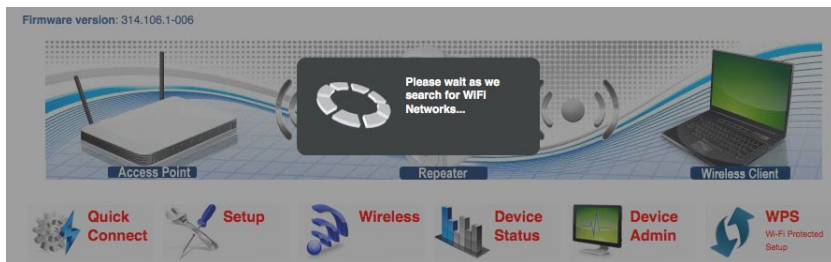 Firmware version: 314.106.1-006
Please wait as we
search for WiFi
Networks...
Access Point
Repeater
Wireless Client
Quick
Connect
Setup
Wireless
Device
Status
Device
Admin
WPS
Wi-Fi Protected
Setup